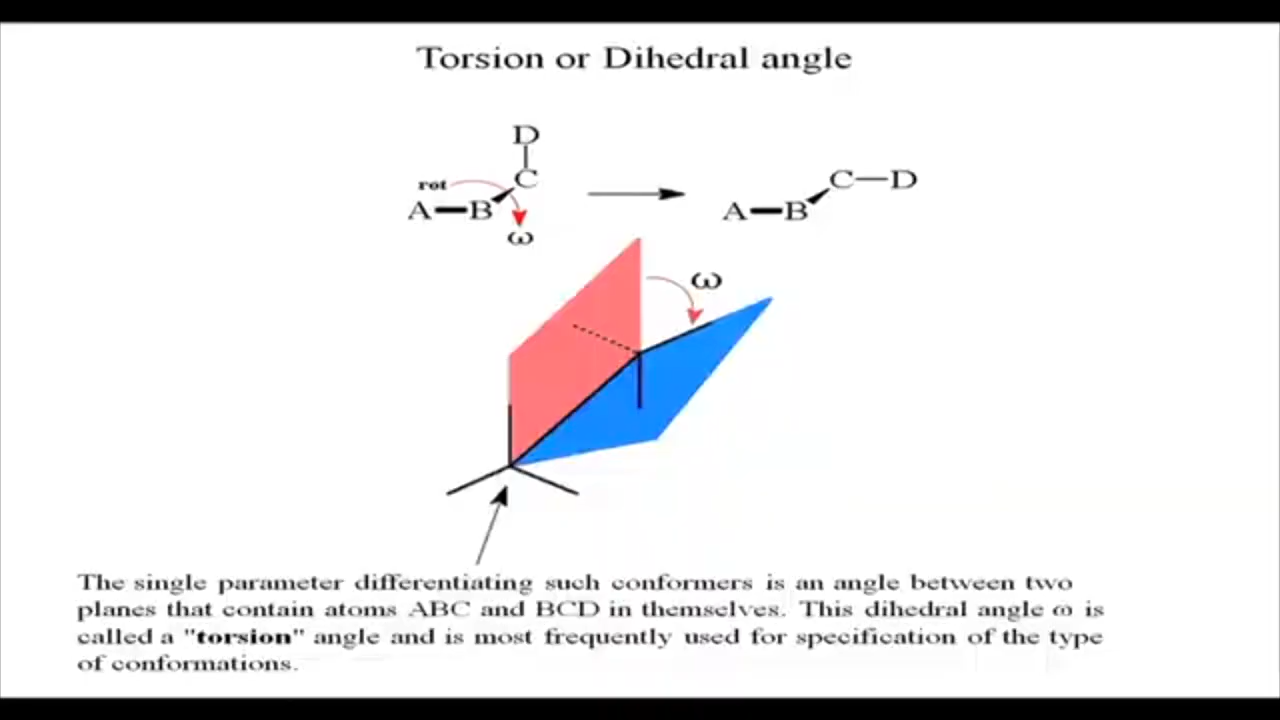 Torsion or Dihedral angle
D
rot
C
A
B
ω
C
D
A
B
ω
The single parameter differentiating such conformers is an angle between two
planes that contain atoms ABC and BCD in themselves. This dihedral angle ω is
called a "torsion" angle and is most frequently used for specification of the type
of conformations.